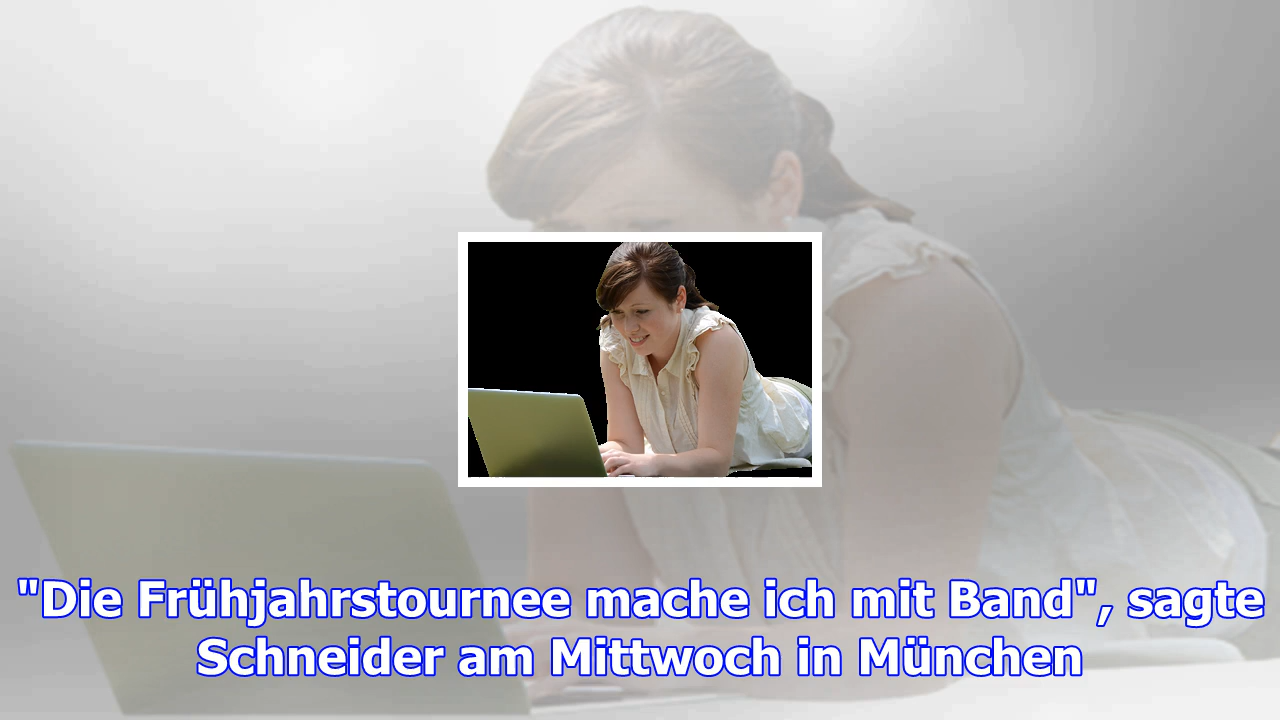 "Die Frühjahrstournee mache ich mit Band", sagte
Schneider am Mittwoch in München